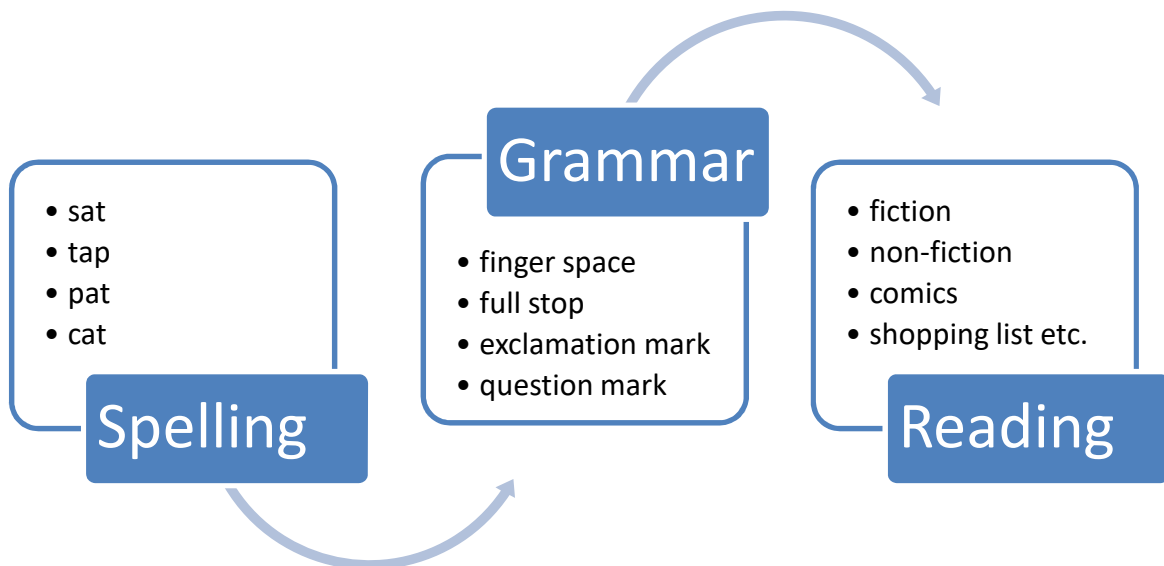 • sat
• tap
• pat
• cat
Spelling
Grammar
• finger space
• full stop
• exclamation mark
• question mark
• fiction
• non-fiction
• comics
• shopping list etc.
Reading